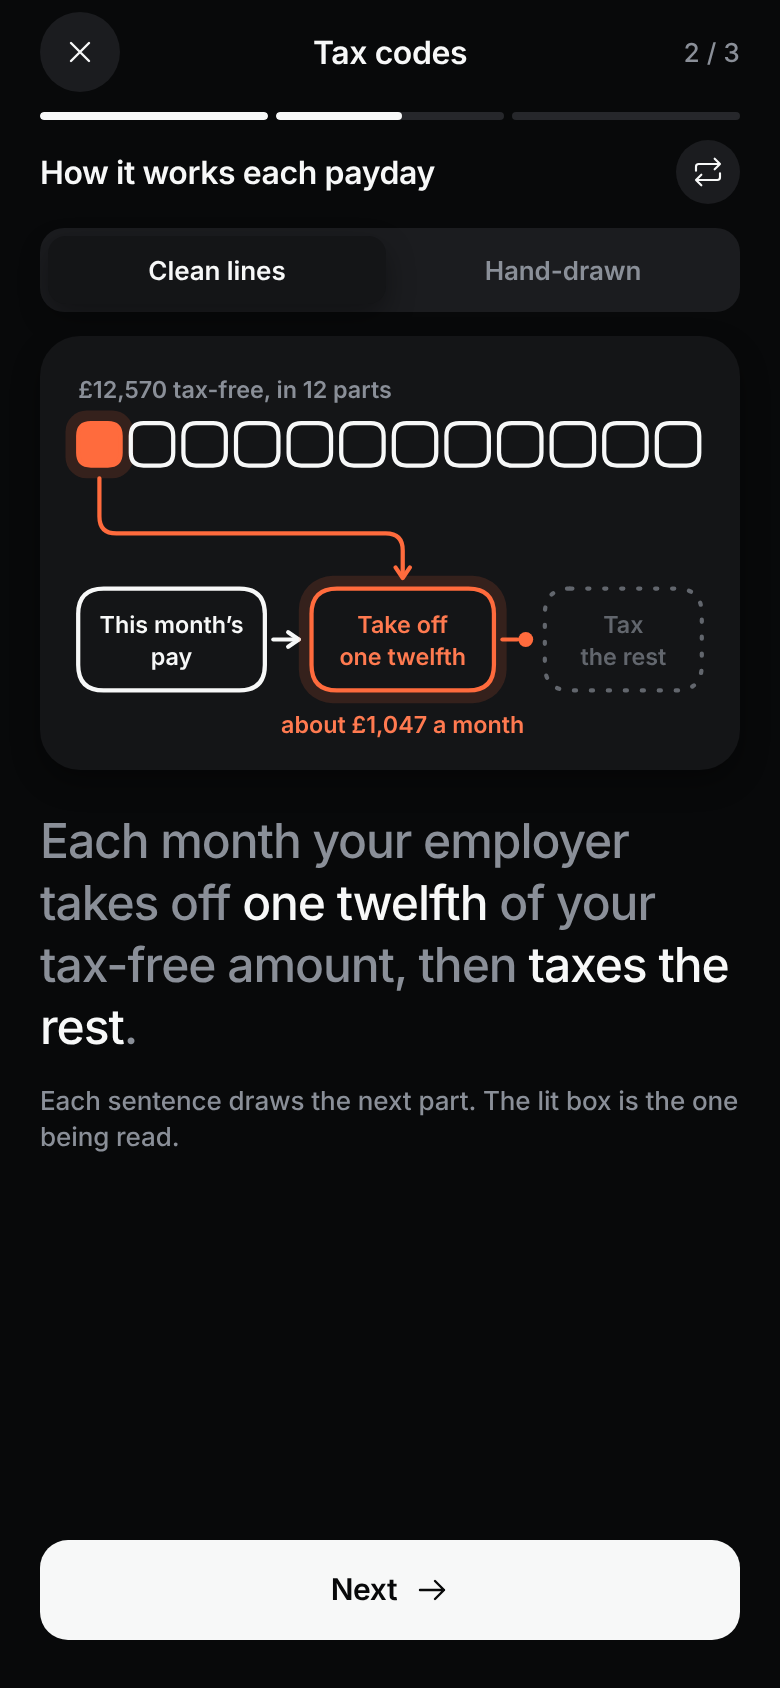 Tax codes
2 / 3
How it works each payday
Clean lines
Hand-drawn
£12,570 tax-free, in 12 parts
This month’s
pay
Take off
one twelfth
Tax
the rest
about £1,047 a month
Each month your employer
takes off one twelfth of your
tax-free amount, then taxes the
rest.
Each sentence draws the next part. The lit box is the one
being read.
Next